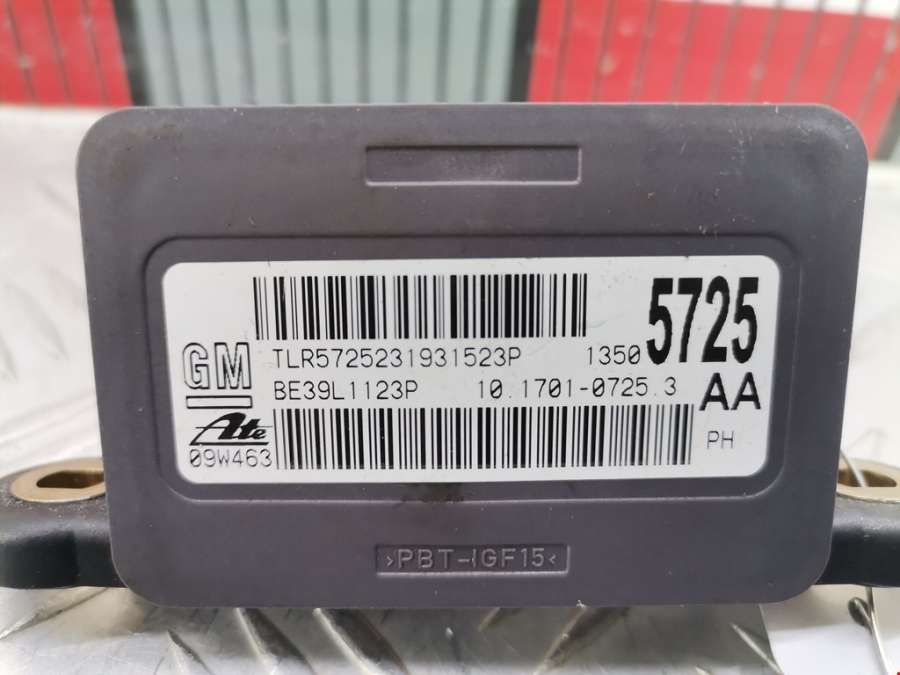 TLR5725231931523P 1350 5725
GM
BE39L1123P 10.1701-0725.3 AA
Ate
09W463
PH
>PBT-IGF15<